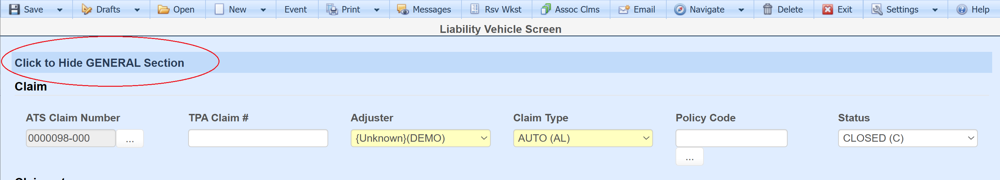 Save Drafts Open New Event Print Messages Rsv Wkst Assoc Clms Email Navigate Delete Exit Settings Help
Liability Vehicle Screen
Click to Hide GENERAL Section
Claim
ATS Claim Number TPA Claim # Adjuster Claim Type Policy Code Status
0000098-000 ... {Unknown}(DEMO) AUTO (AL) CLOSED (C)
...